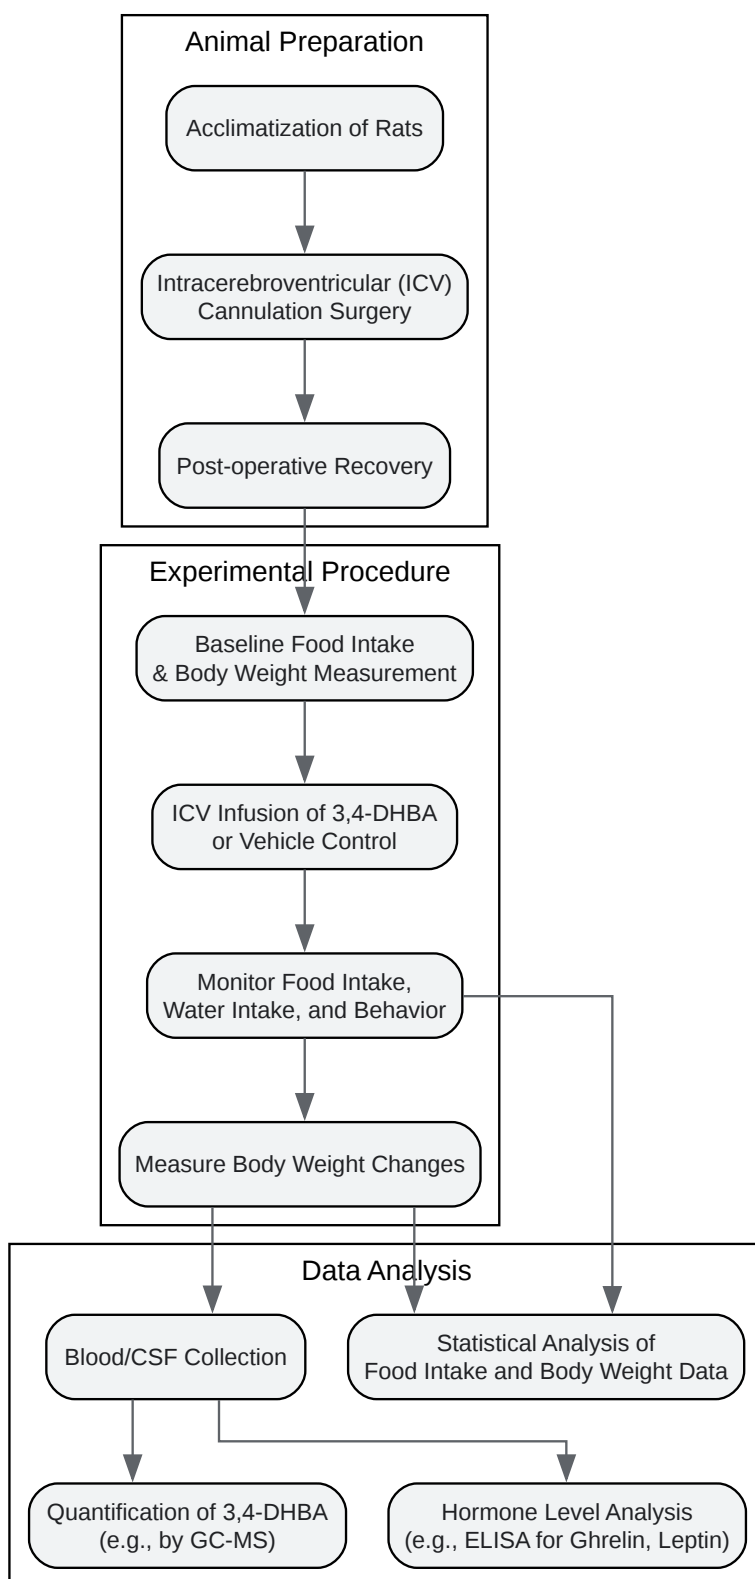 Animal Preparation
Acclimatization of Rats
Intracerebroventricular (ICV)
Cannulation Surgery
Post-operative Recovery
Experimental Procedure
Baseline Food Intake
& Body Weight Measurement
ICV Infusion of 3,4-DHBA
or Vehicle Control
Monitor Food Intake,
Water Intake, and Behavior
Measure Body Weight Changes
Data Analysis
Blood/CSF Collection
Statistical Analysis of
Food Intake and Body Weight Data
Quantification of 3,4-DHBA
(e.g., by GC-MS)
Hormone Level Analysis
(e.g., ELISA for Ghrelin, Leptin)